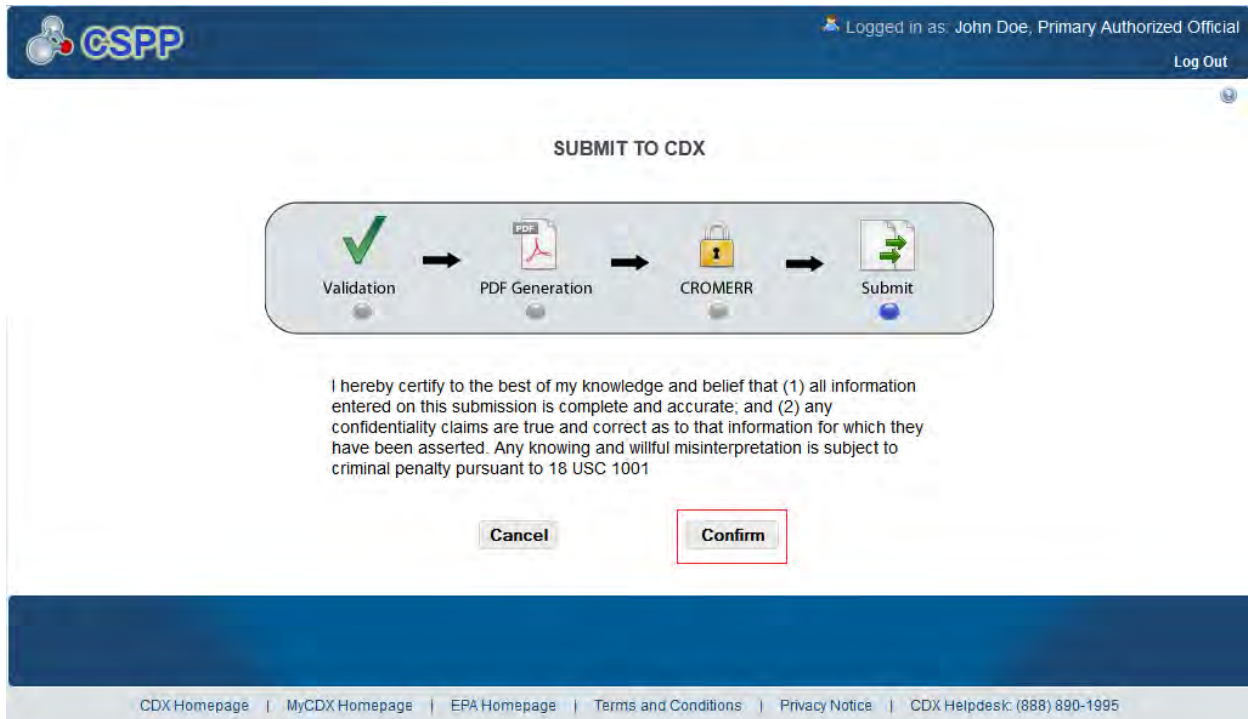 CSPP
Logged in as: John Doe, Primary Authorized Official
Log Out
SUBMIT TO CDX
PDF
Validation
PDF Generation
CROMERR
Submit
I hereby certify to the best of my knowledge and belief that (1) all information
entered on this submission is complete and accurate; and (2) any
confidentiality claims are true and correct as to that information for which they
have been asserted. Any knowing and willful misinterpretation is subject to
criminal penalty pursuant to 18 USC 1001
Cancel
Confirm
CDX Homepage | MyCDX Homepage | EPA Homepage | Terms and Conditions | Privacy Notice | CDX Helpdesk: (888) 890-1995